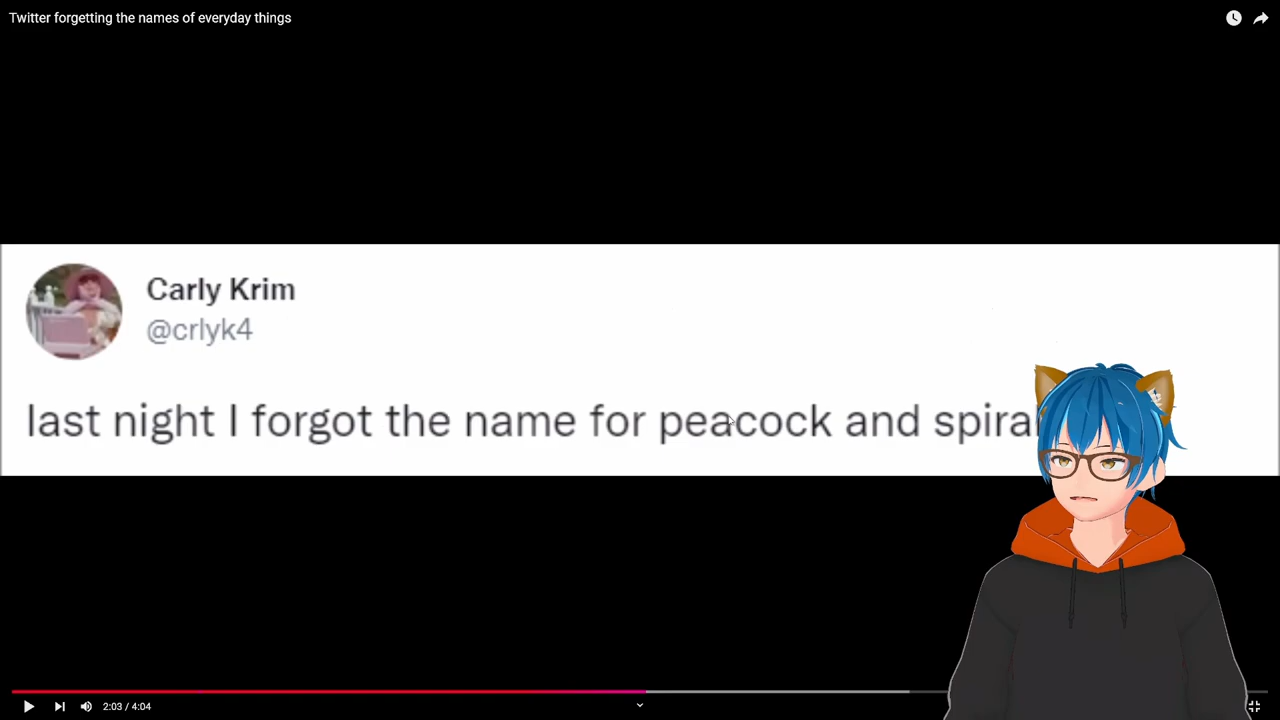 Twitter forgetting the names of everyday things
Carly Krim
@crlyk4
last night I forgot the name for peacock and spiral
2:03 / 4:04